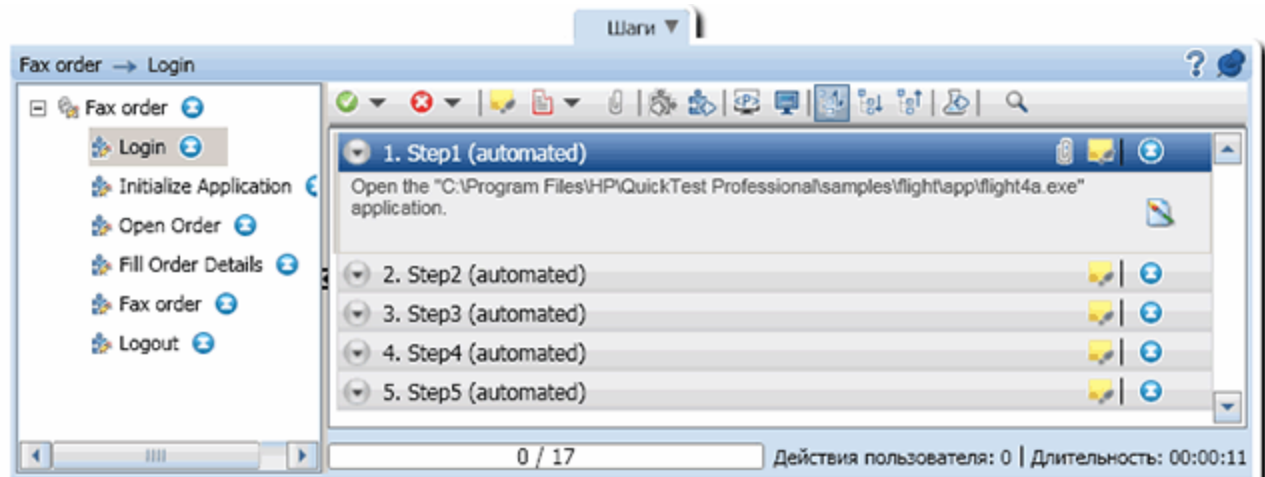 Шаги
Fax order → Login
Fax order
Login
Initialize Application
Open Order
Fill Order Details
Fax order
Logout
1. Step1 (automated)
Open the "C:\Program Files\HP\QuickTest Professional\samples\flight\app\flight4a.exe"
application.
2. Step2 (automated)
3. Step3 (automated)
4. Step4 (automated)
5. Step5 (automated)
0 / 17
Действия пользователя: 0 | Длительность: 00:00:11